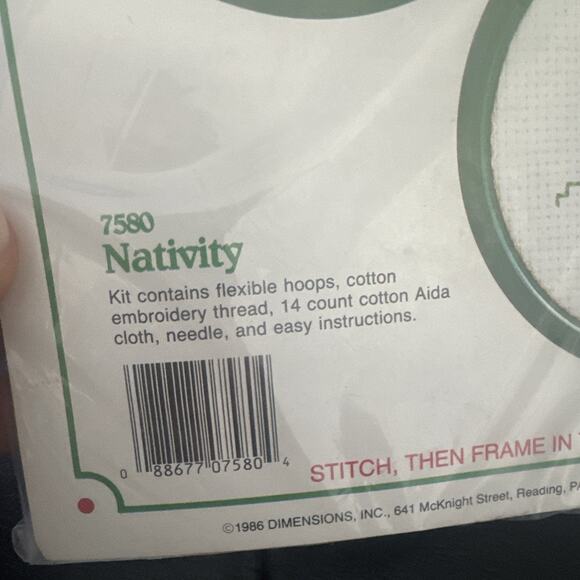 7580
Nativity
Kit contains flexible hoops, cotton
embroidery thread, 14 count cotton Aida
cloth, needle, and easy instructions.
0 88677 07580 4
STITCH, THEN FRAME IN
©1986 DIMENSIONS, INC., 641 McKnight Street, Reading, PA